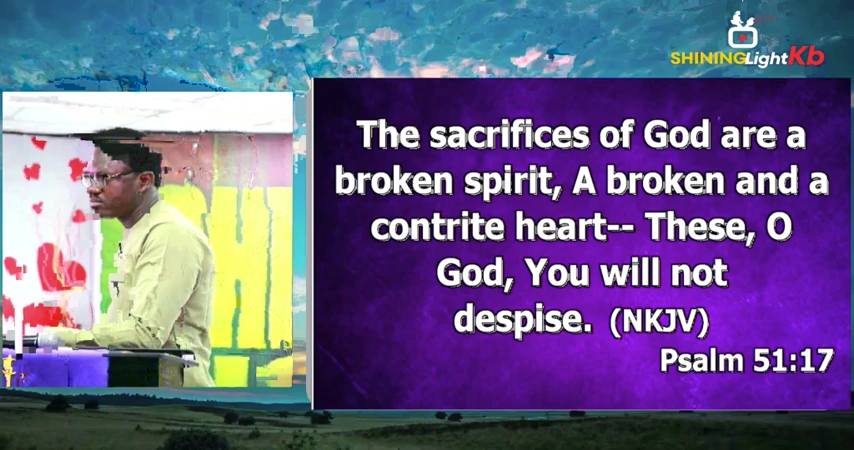 SHININGLightKb
The sacrifices of God are a
broken spirit, A broken and a
contrite heart-- These, O
God, You will not
despise. (NKJV)
Psalm 51:17